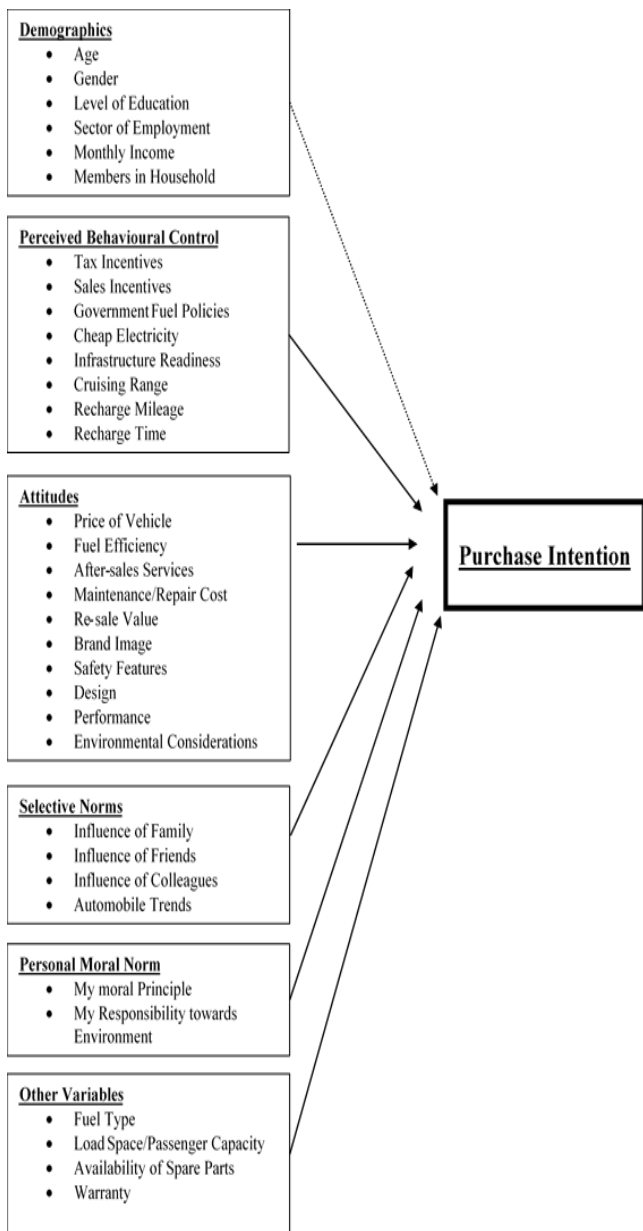 Demographics
• Age
• Gender
• Level of Education
• Sector of Employment
• Monthly Income
• Members in Household
Perceived Behavioural Control
• Tax Incentives
• Sales Incentives
• Government Fuel Policies
• Cheap Electricity
• Infrastructure Readiness
• Cruising Range
• Recharge Mileage
• Recharge Time
Attitudes
• Price of Vehicle
• Fuel Efficiency
• After-sales Services
• Maintenance/Repair Cost
• Re-sale Value
• Brand Image
• Safety Features
• Design
• Performance
• Environmental Considerations
Purchase Intention
Selective Norms
• Influence of Family
• Influence of Friends
• Influence of Colleagues
• Automobile Trends
Personal Moral Norm
• My moral Principle
• My Responsibility towards
Environment
Other Variables
• Fuel Type
• Load Space/Passenger Capacity
• Availability of Spare Parts
• Warranty